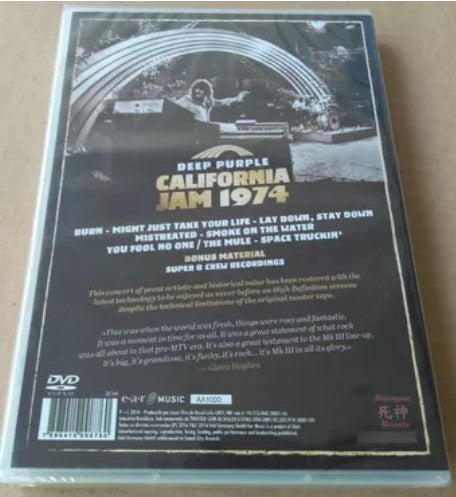 DEEP PURPLE
CALIFORNIA
JAM 1974
BURN - MIGHT JUST TAKE YOUR LIFE - LAY DOWN, STAY DOWN
MISTREATED - SMOKE ON THE WATER
YOU FOOL NO ONE / THE MULE - SPACE TRUCKIN'
BONUS MATERIAL
SUPER 8 CREW RECORDINGS
This concert of great artistic and historical value has been restored with the
latest technology to be enjoyed as never before on High Definition screens
despite the technical limitations of the original master tape.
«This was when the world was fresh, things were rosy and fantastic.
It was a moment in time for us all. It was a great statement of what rock
was all about in that pre-MTV era. It's also a great testament to the Mk III line-up.
It's big, it's grandiose, it's funky, it's rock... it's Mk III in all its glory».
— Glenn Hughes
DVD
VIDEO
e·a·r MUSIC
AA1000
Shinigami
死神
Records